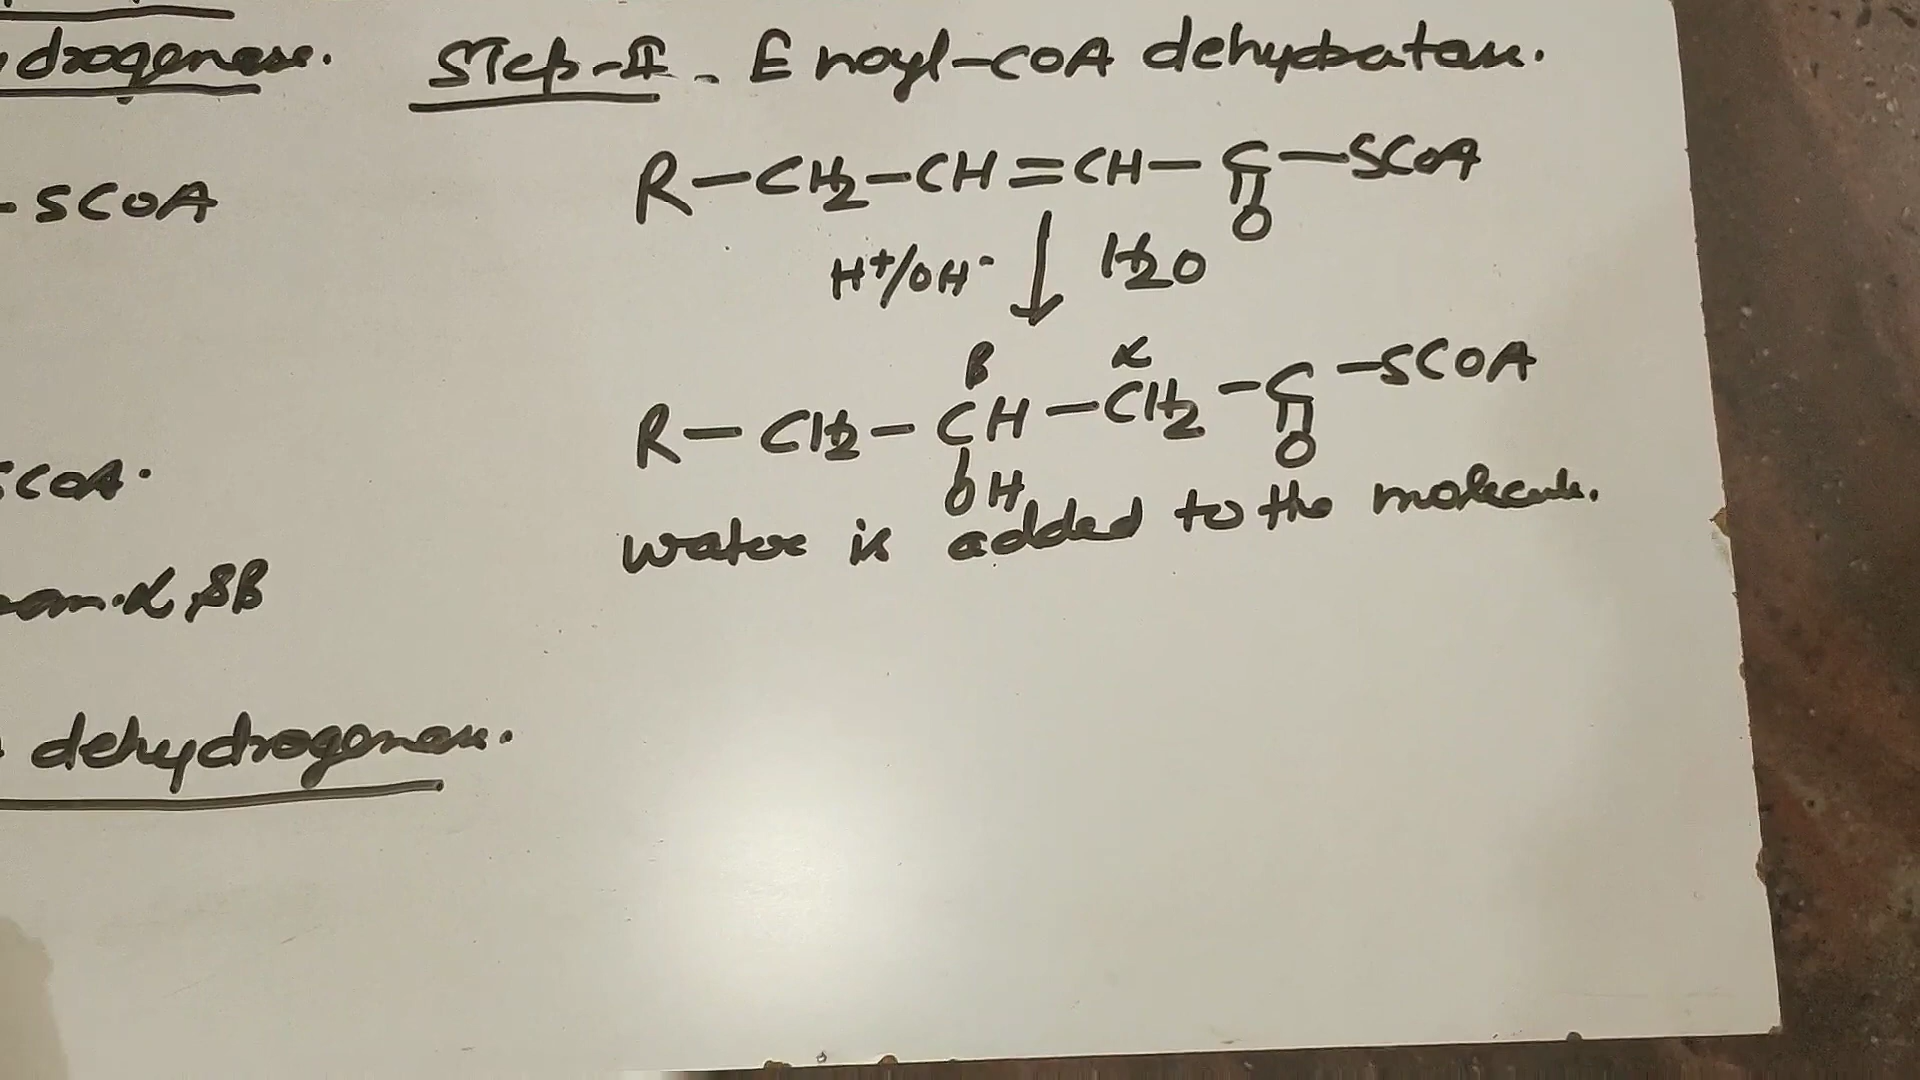 drogenase. Step-II - Enoyl-CoA dehydratase.
-SCOA
R-CH2-CH=CH-C-SCOA
O
H+/OH- H2O
β α
R-CH2-CH-CH2-C-SCOA
OH O
water is added to the molecule.
SCOA.
α, β
dehydrogenase.